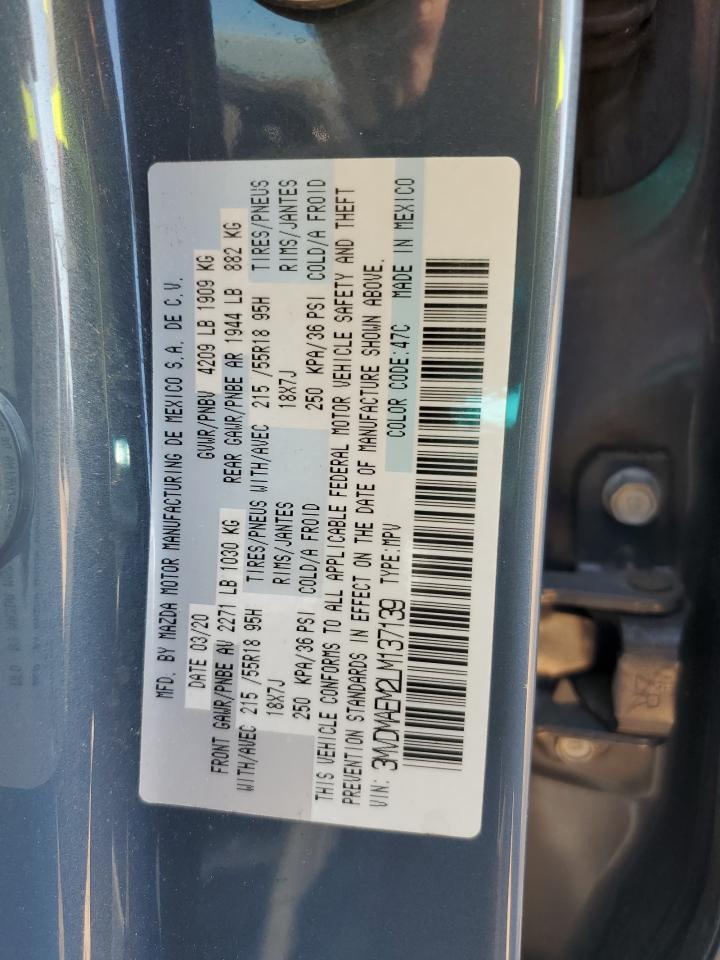 MFD. BY MAZDA MOTOR MANUFACTURING DE MEXICO S.A. DE C.V.
DATE 03/20 GVWR/PNBV 4209 LB 1909 KG
FRONT GAWR/PNBE AV 2271 LB 1030 KG REAR GAWR/PNBE AR 1944 LB 882 KG
WITH/AVEC 215 /55R18 95H TIRES/PNEUS WITH/AVEC 215 /55R18 95H TIRES/PNEUS
18X7J RIMS/JANTES 18X7J RIMS/JANTES
250 KPA/36 PSI COLD/A FROID 250 KPA/36 PSI COLD/A FROID
THIS VEHICLE CONFORMS TO ALL APPLICABLE FEDERAL MOTOR VEHICLE SAFETY AND THEFT
PREVENTION STANDARDS IN EFFECT ON THE DATE OF MANUFACTURE SHOWN ABOVE.
VIN: 3MVDMAEM2LM137139 TYPE:MPV COLOR CODE:47C MADE IN MEXICO